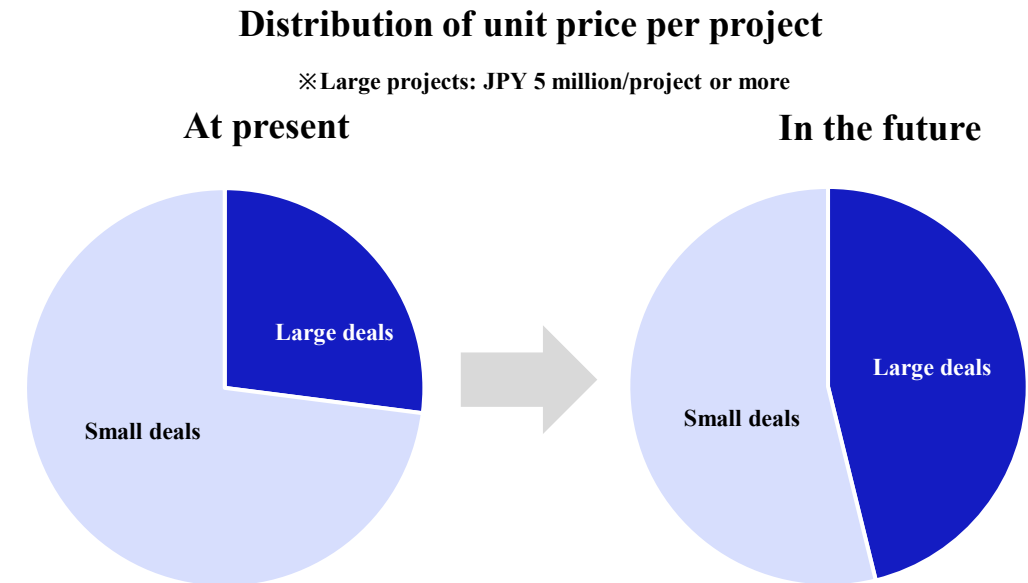 Distribution of unit price per project
※Large projects: JPY 5 million/project or more
At present
In the future
Large deals
Small deals
Large deals
Small deals